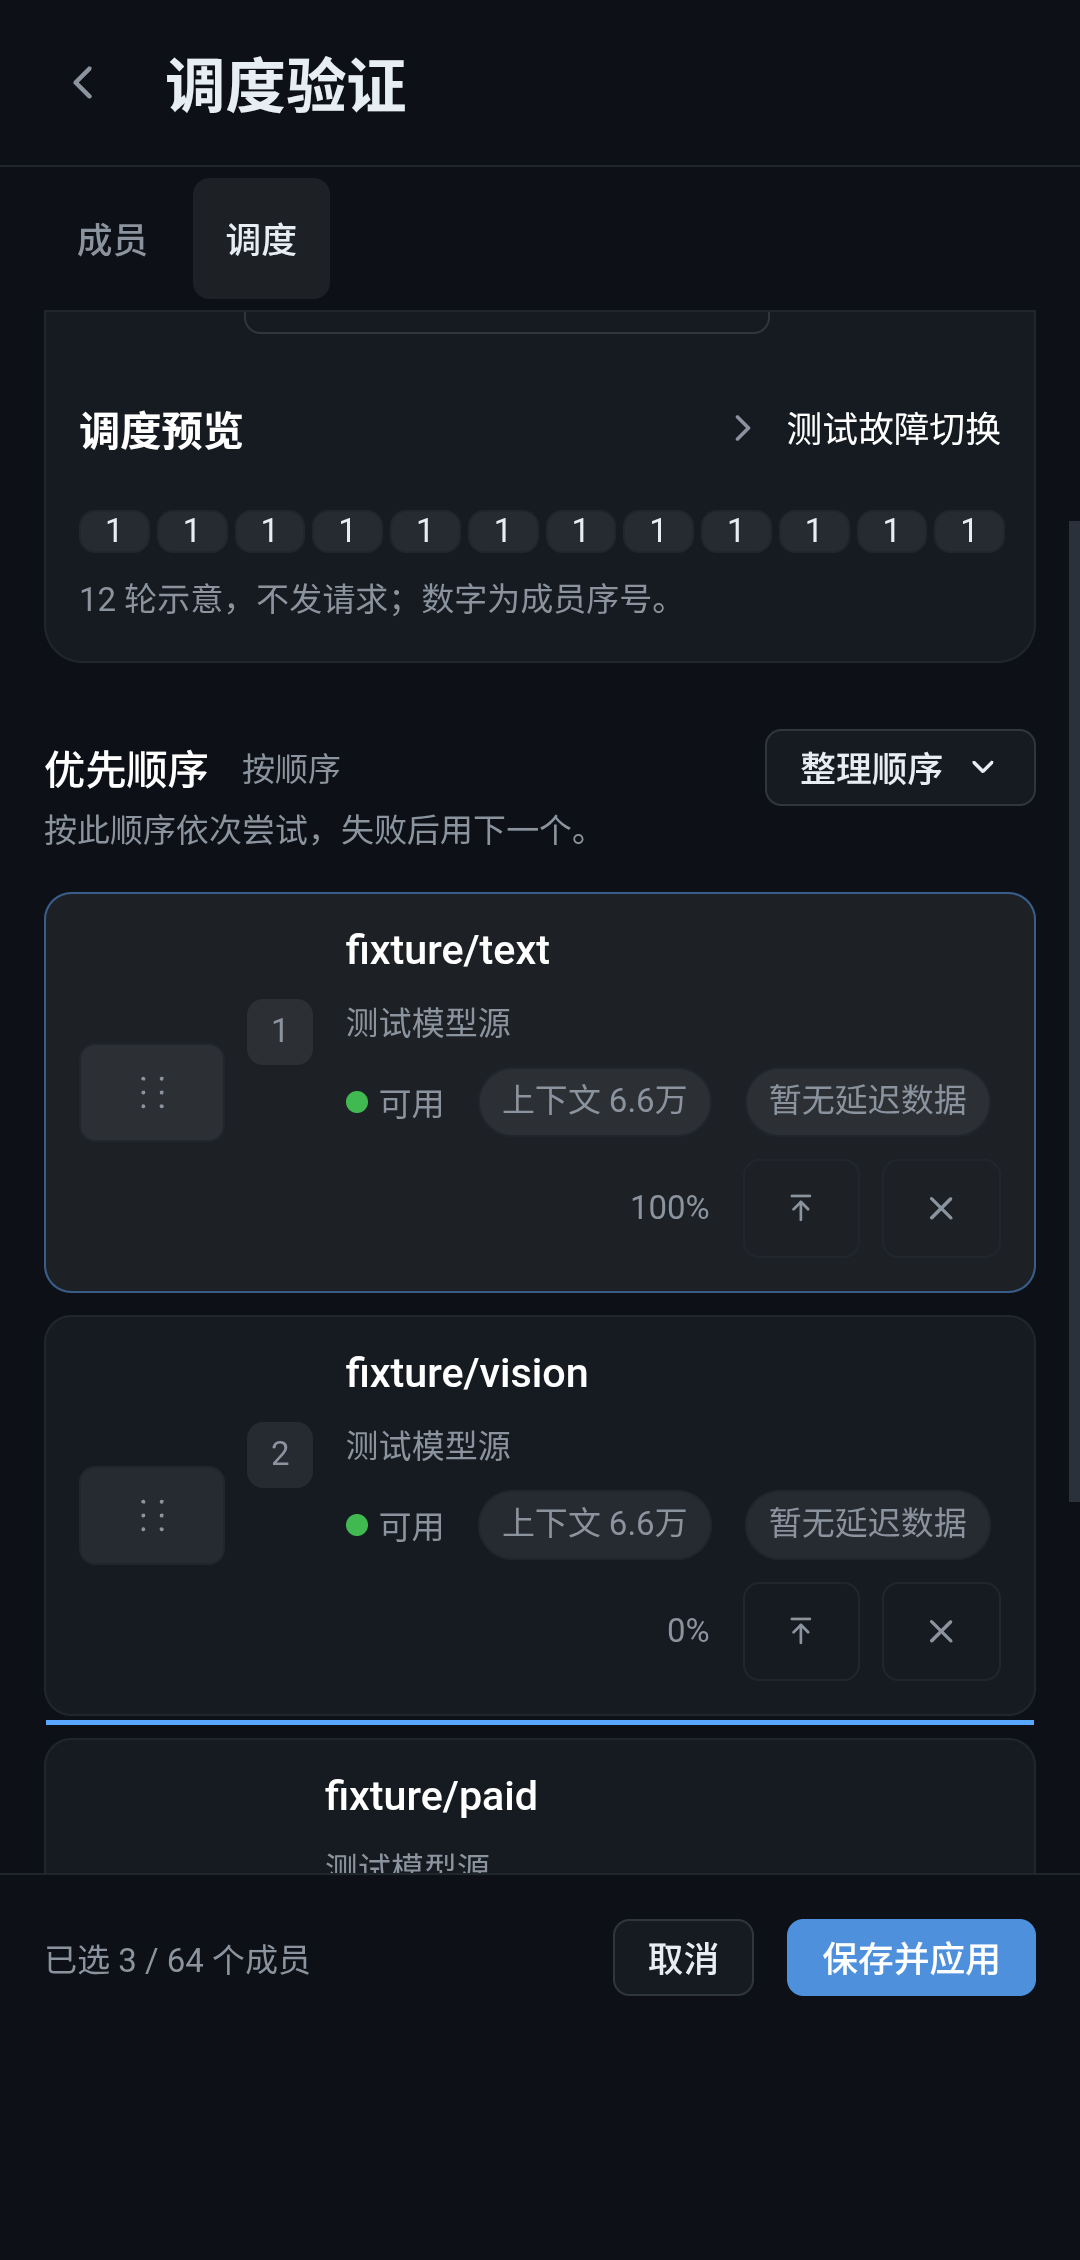 调度验证
成员 调度
调度预览 测试故障切换
1 1 1 1 1 1 1 1 1 1 1 1
12 轮示意，不发请求；数字为成员序号。
优先顺序 按顺序 整理顺序
按此顺序依次尝试，失败后用下一个。
fixture/text
1 测试模型源
可用 上下文 6.6万 暂无延迟数据
100%
fixture/vision
2 测试模型源
可用 上下文 6.6万 暂无延迟数据
0%
fixture/paid
测试模型源
已选 3 / 64 个成员 取消 保存并应用